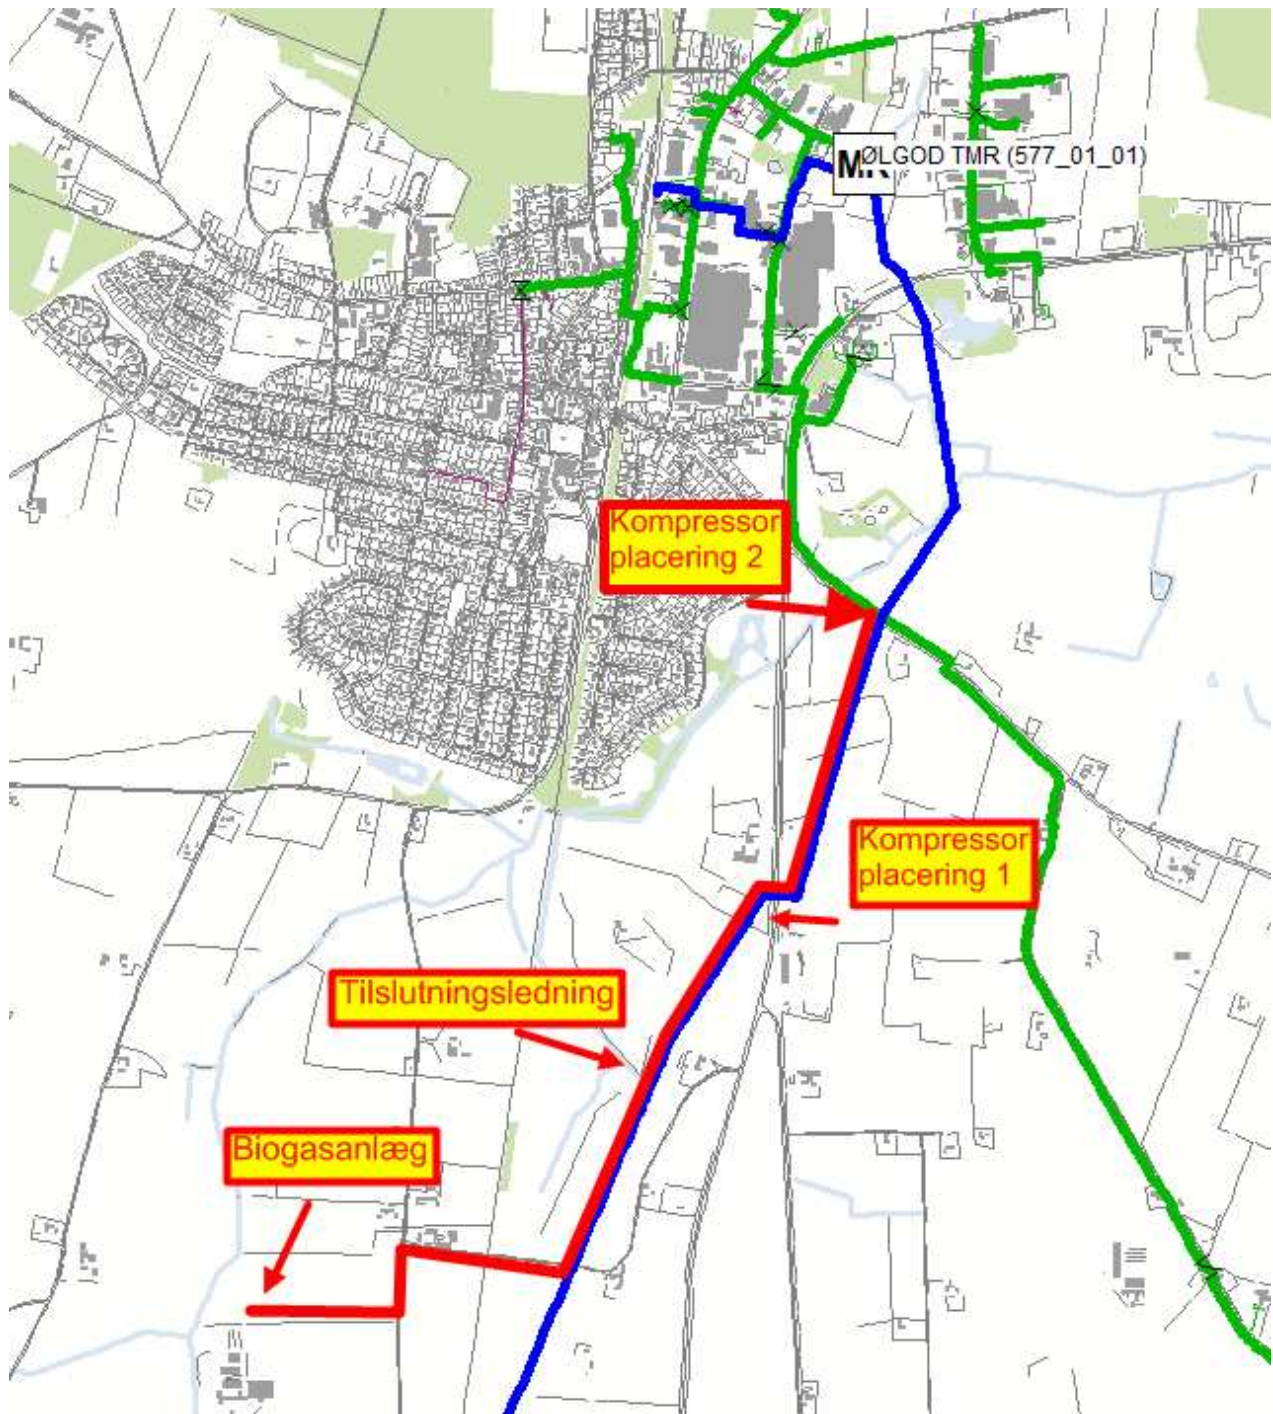 MR
ØLGOD TMR (577_01_01)
Kompressor
placering 2
Kompressor
placering 1
Tilslutningsledning
Biogasanlæg